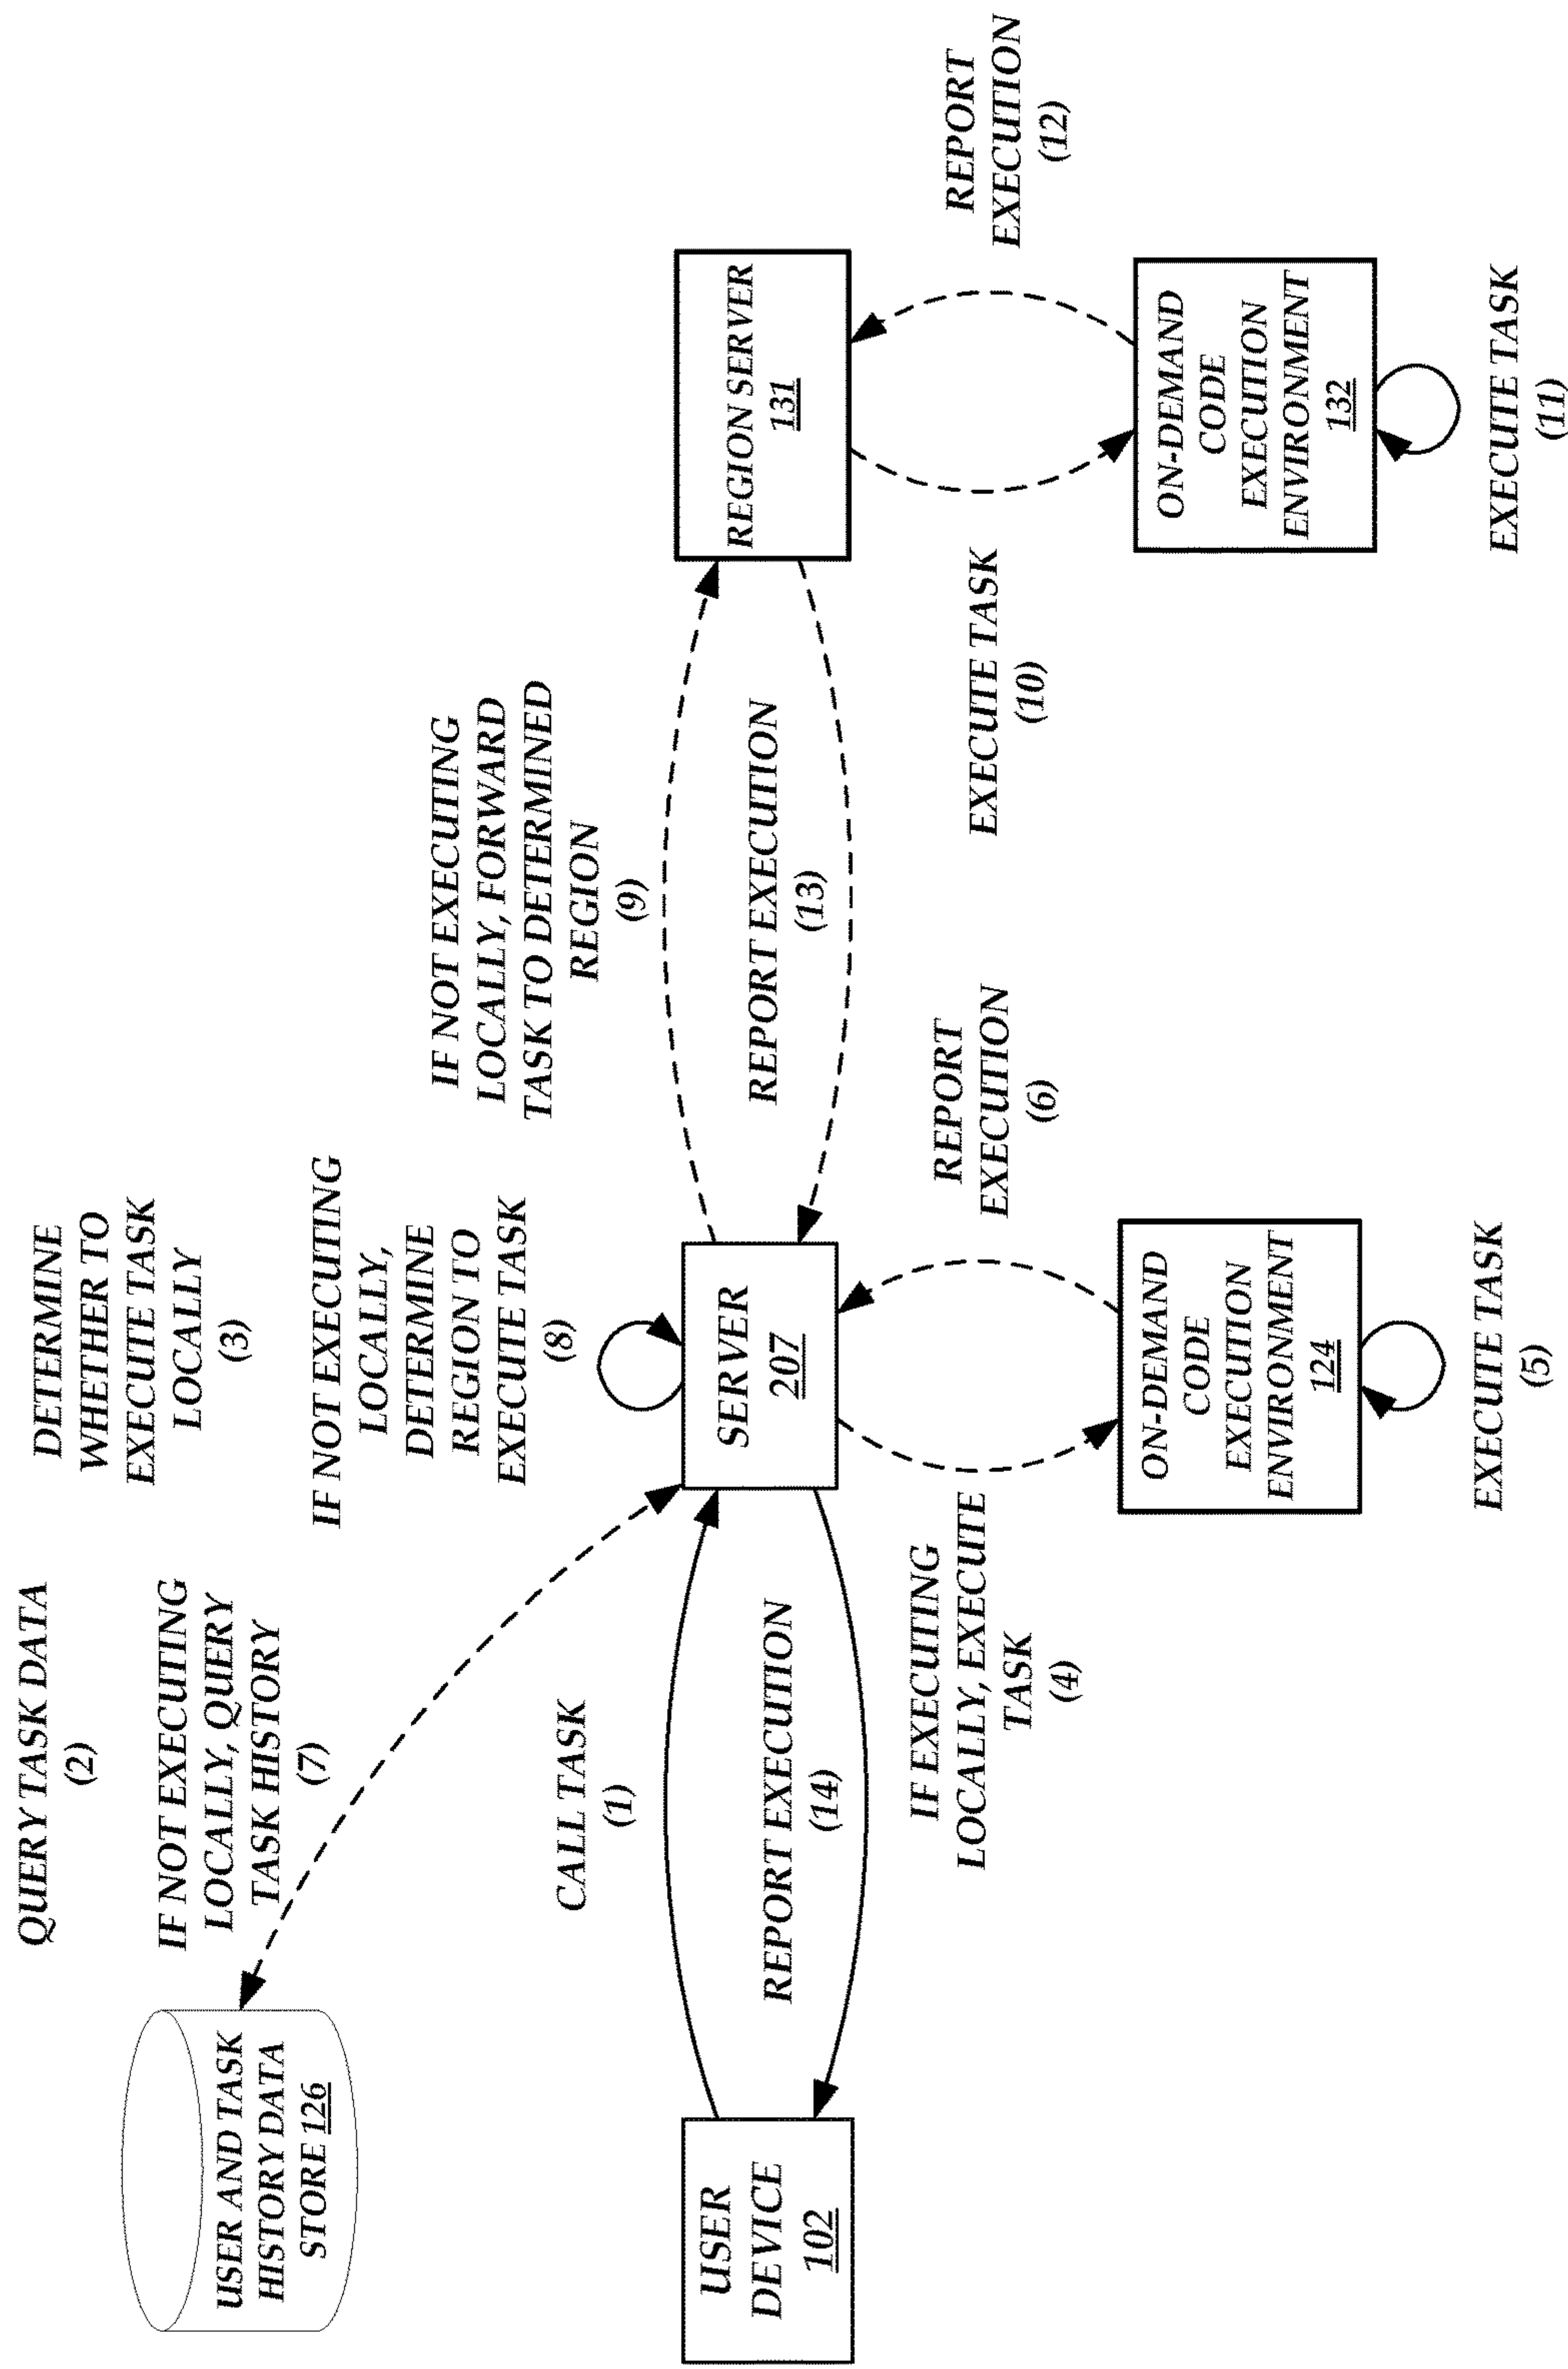 QUERY TASK DATA
(2)
IF NOT EXECUTING
LOCALLY, QUERY
TASK HISTORY
(7)
DETERMINE
WHETHER TO
EXECUTE TASK
LOCALLY
(3)
IF NOT EXECUTING
LOCALLY,
DETERMINE
REGION TO
EXECUTE TASK
(8)
USER AND TASK
HISTORY DATA
STORE 126
IF NOT EXECUTING
LOCALLY, FORWARD
TASK TO DETERMINED
REGION
(9)
CALL TASK
(1)
USER
DEVICE
102
REPORT EXECUTION
(14)
SERVER
207
REPORT EXECUTION
(13)
REGION SERVER
131
IF EXECUTING
LOCALLY, EXECUTE
TASK
(4)
REPORT
EXECUTION
(6)
EXECUTE TASK
(10)
REPORT
EXECUTION
(12)
ON-DEMAND
CODE
EXECUTION
ENVIRONMENT
124
ON-DEMAND
CODE
EXECUTION
ENVIRONMENT
132
EXECUTE TASK
(5)
EXECUTE TASK
(11)